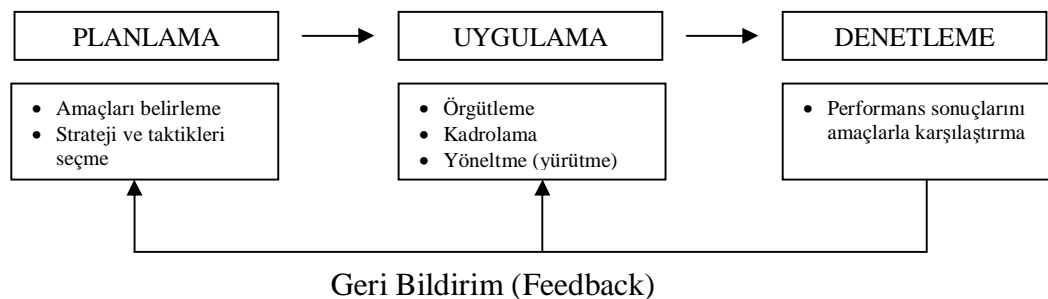 PLANLAMA
UYGULAMA
DENETLEME
• Amaçları belirleme
• Strateji ve taktikleri
seçme
• Örgütleme
• Kadrolama
• Yöneltme (yürütme)
• Performans sonuçlarını
amaçlarla karşılaştırma
Geri Bildirim (Feedback)